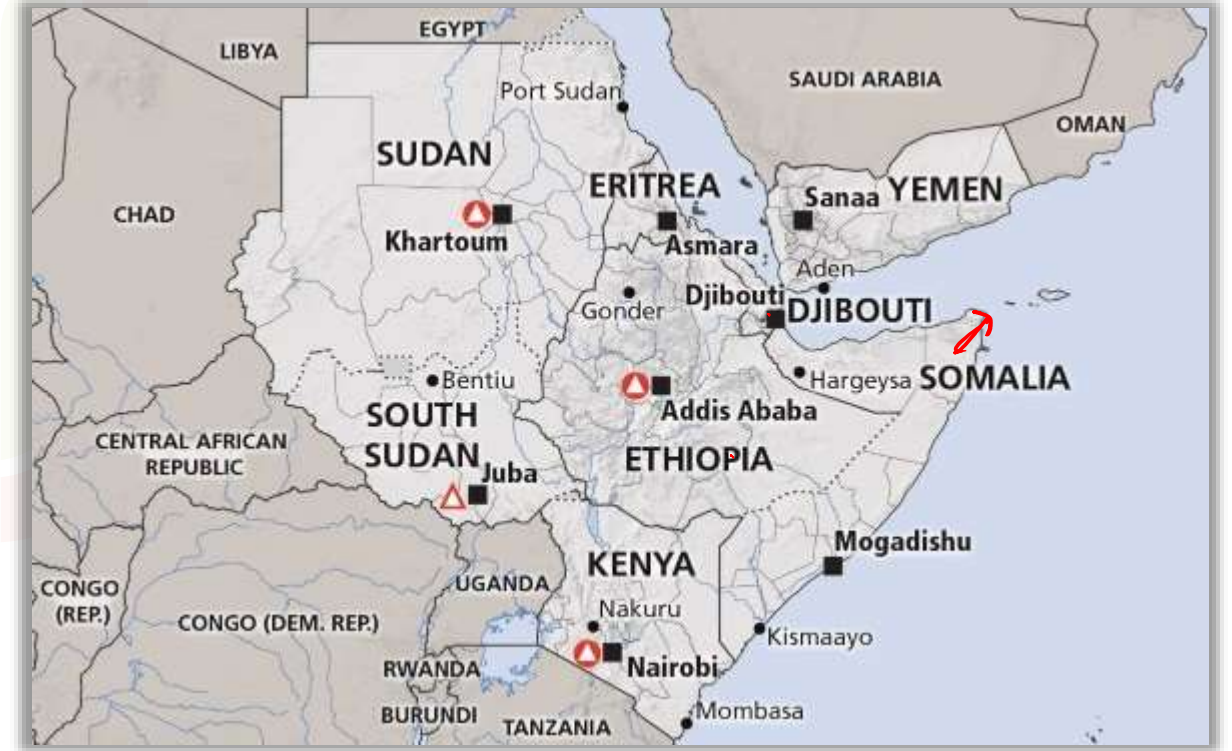 EGYPT
LIBYA
SAUDI ARABIA
Port Sudan
OMAN
SUDAN
ERITREA
Sanaa
YEMEN
CHAD
Khartoum
Asmara
Aden
Djibouti
DJIBOUTI
Gonder
Bentiu
Hargeysa
SOMALIA
Addis Ababa
SOUTH
SUDAN
CENTRAL AFRICAN
REPUBLIC
ETHIOPIA
Juba
Mogadishu
KENYA
UGANDA
CONGO
(REP.)
Nakuru
CONGO (DEM. REP.)
Kismaayo
RWANDA
Nairobi
BURUNDI
Mombasa
TANZANIA